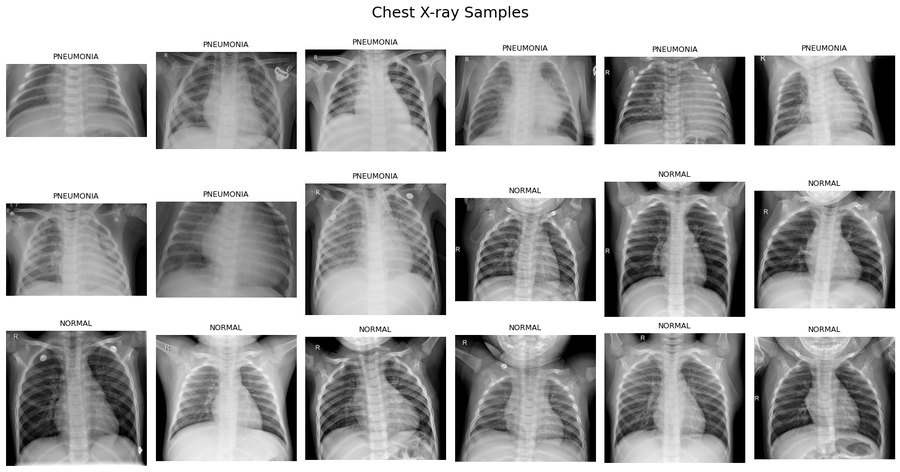 Chest X-ray Samples
PNEUMONIA PNEUMONIA PNEUMONIA PNEUMONIA PNEUMONIA PNEUMONIA
R R R R R R
PNEUMONIA PNEUMONIA PNEUMONIA NORMAL NORMAL NORMAL
R R R R
NORMAL NORMAL NORMAL NORMAL NORMAL NORMAL
R R R R R R